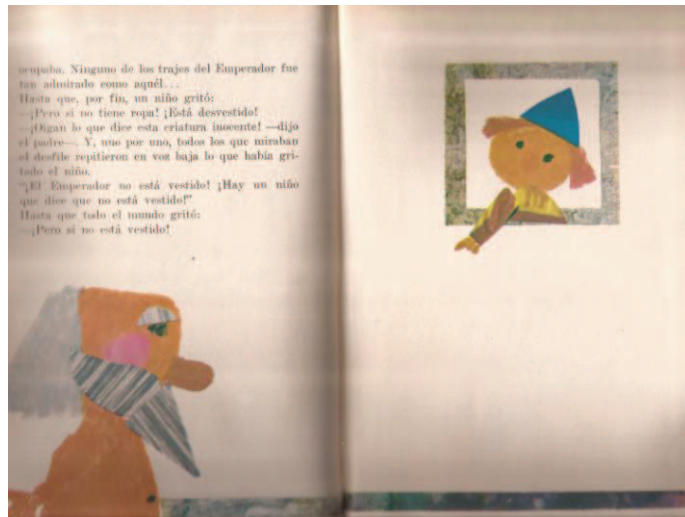 ocupaba. Ninguno de los trajes del Emperador fue
tan admirado como aquél...
Hasta que, por fin, un niño gritó:
—¡Pero si no tiene ropa! ¡Está desvestido!
—¡Oigan lo que dice esta criatura inocente! —dijo
el padre—. Y, uno por uno, todos los que miraban
el desfile repitieron en voz baja lo que había gri-
tado el niño.
"¡El Emperador no está vestido! ¡Hay un niño
que dice que no está vestido!"
Hasta que todo el mundo gritó:
—¡Pero si no está vestido!